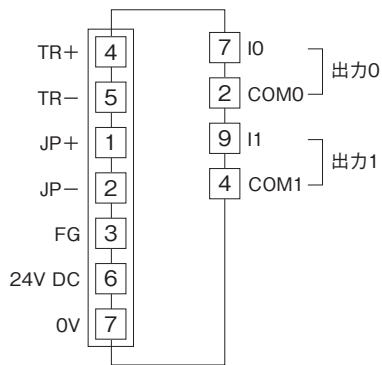 TR+ 4
TR− 5
JP+ 1
JP− 2
FG 3
24V DC 6
0V 7
7 I0
2 COM0
出力0
9 I1
4 COM1
出力1